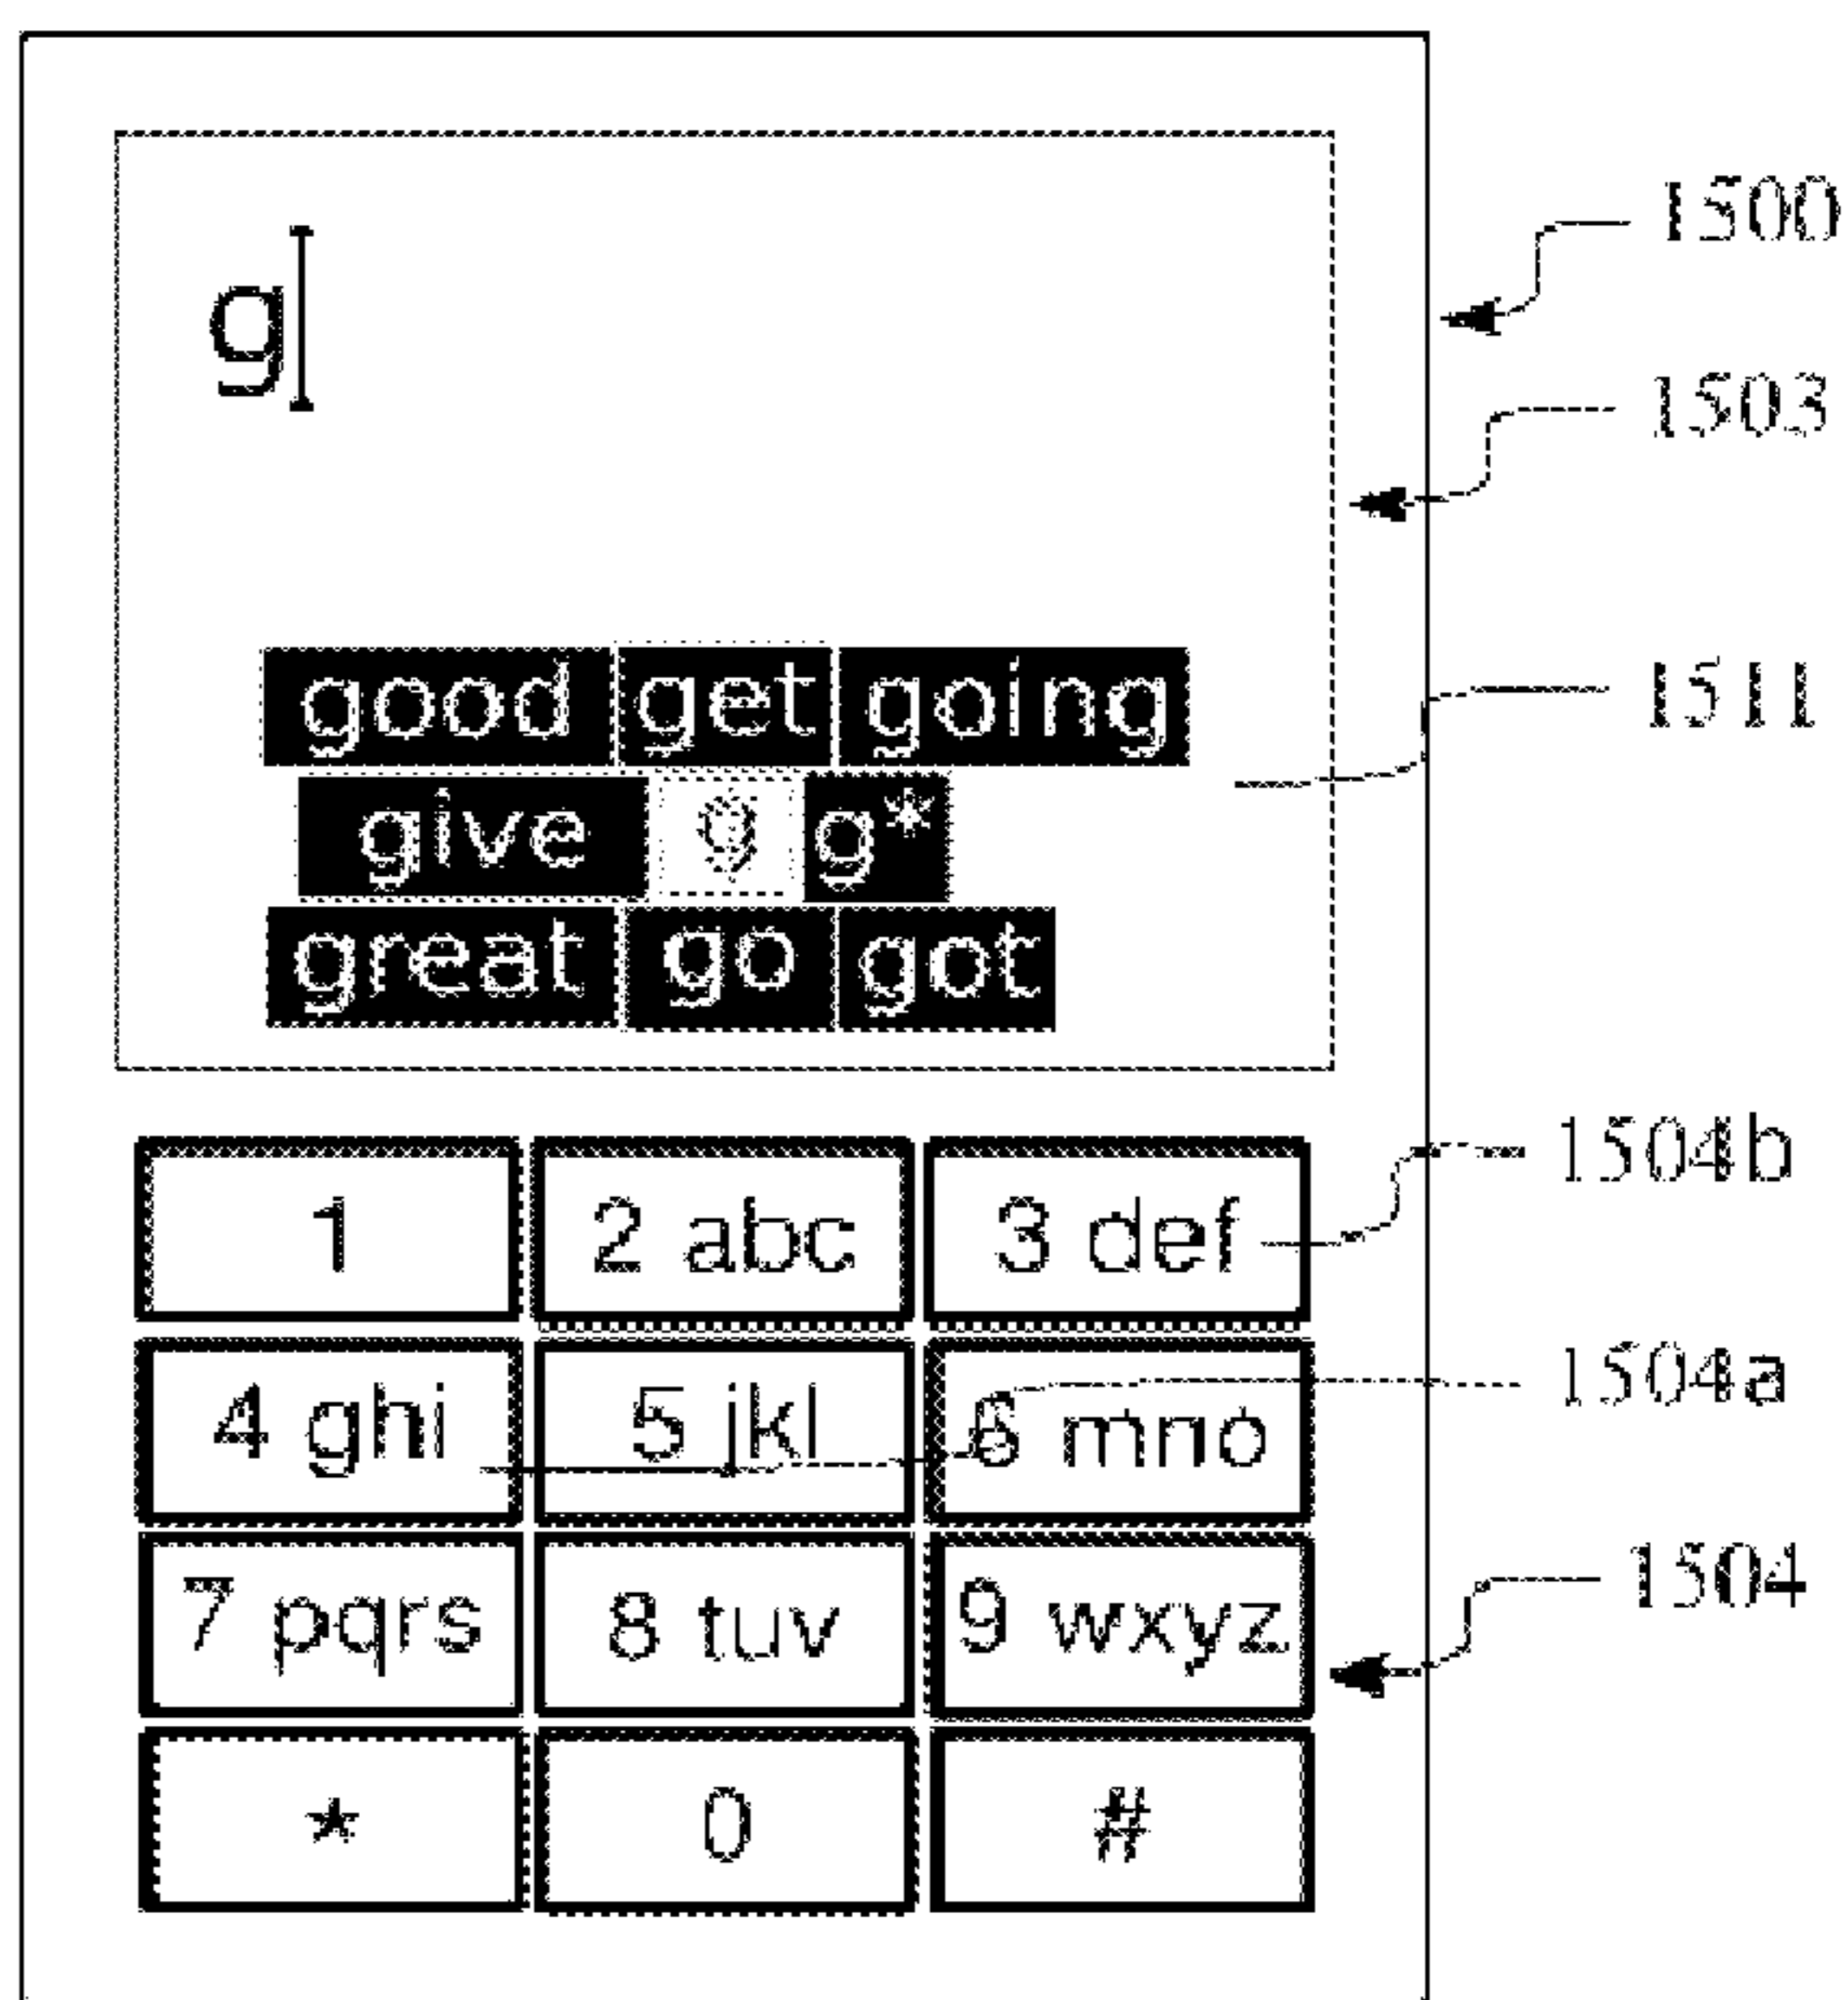 1500
g
1503
good get going
1511
give g g*
great go got
1504b
1 2 abc 3 def
1504a
4 ghi 5 jkl 6 mno
1504
7 pqrs 8 tuv 9 wxyz
* 0 #